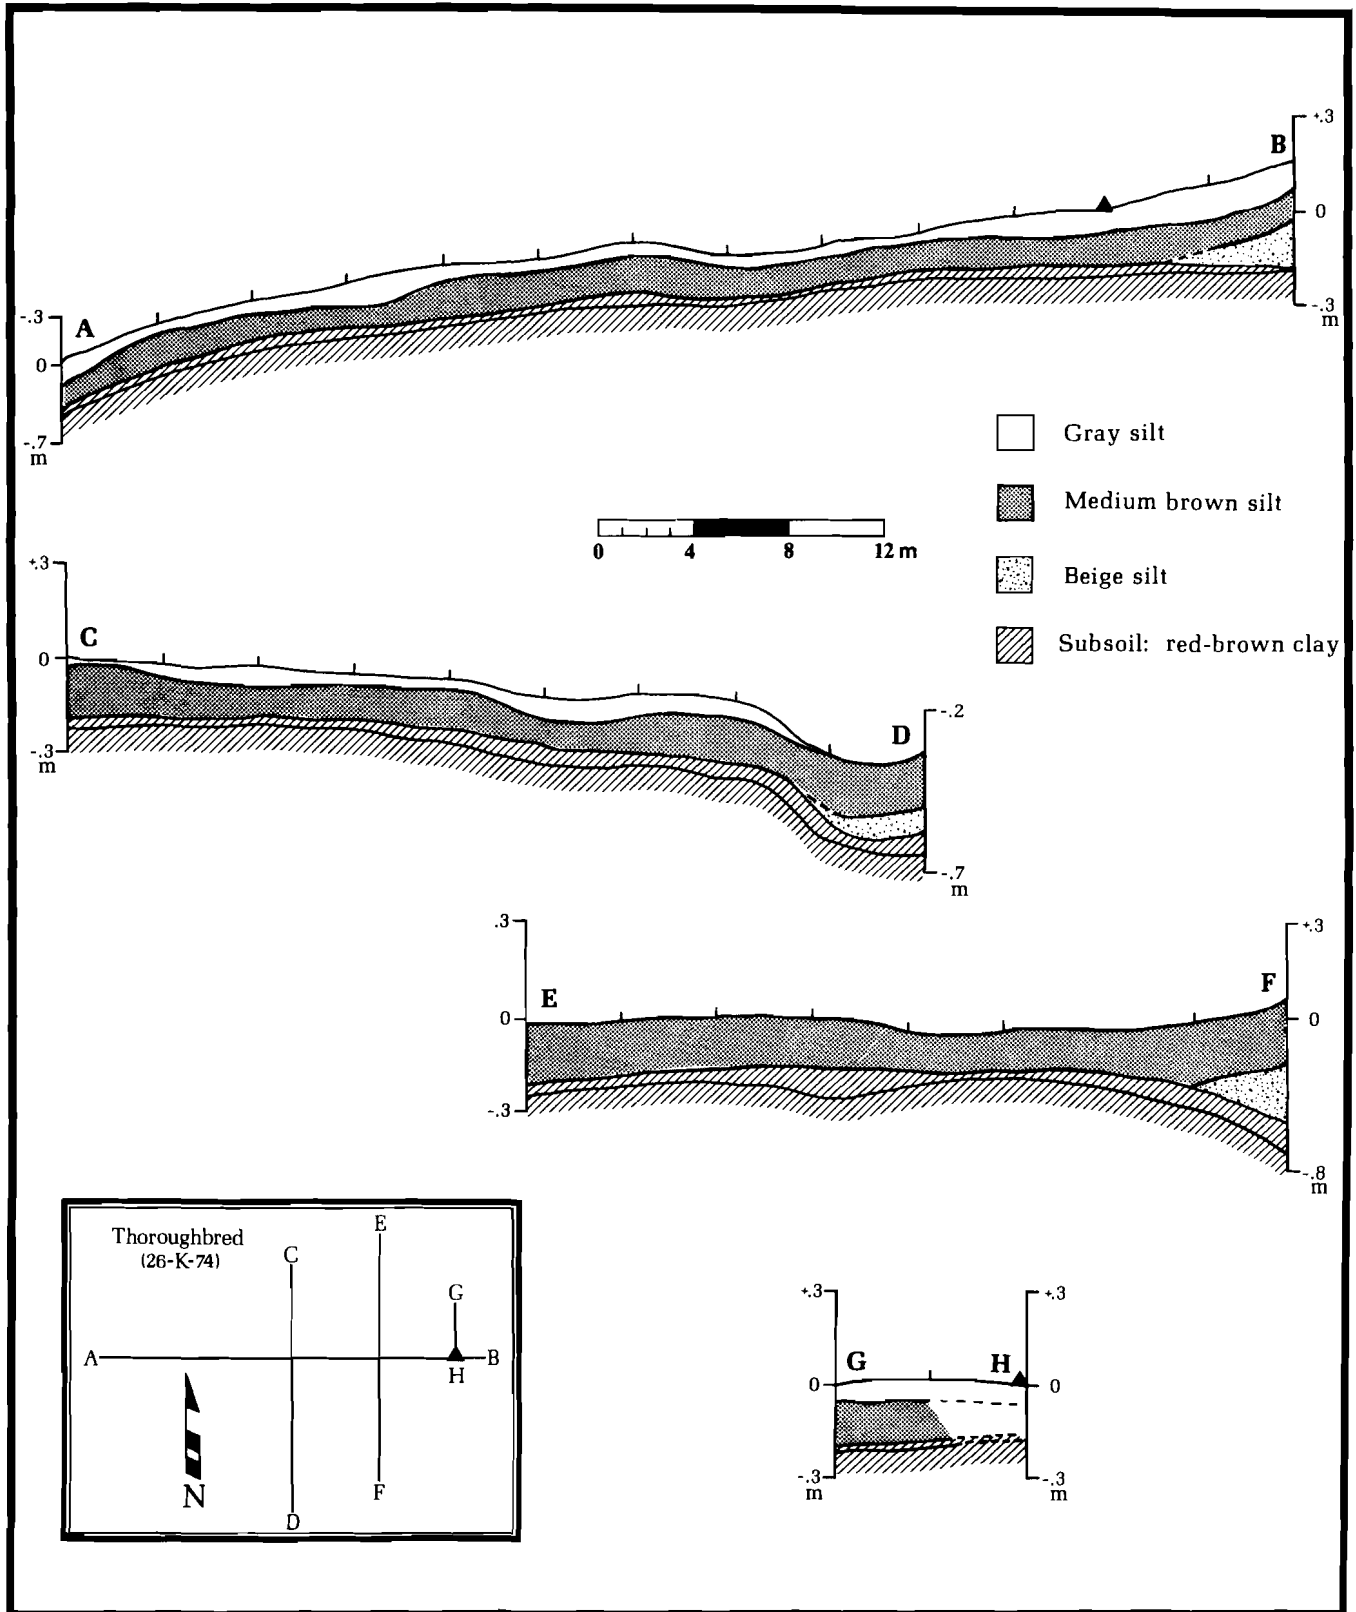 +.3
B
0
-.3
m
-.3
A
0
-.7
m
Gray silt
Medium brown silt
Beige silt
Subsoil: red-brown clay
0 4 8 12 m
+.3
C
0
-.3
m
-.2
D
-.7
m
.3
E
0
-.3
+.3
F
0
-.8
m
Thoroughbred
(26-K-74)
C
E
G
A
B
H
N
F
D
+.3
G
0
-.3
m
+.3
H
0
-.3
m